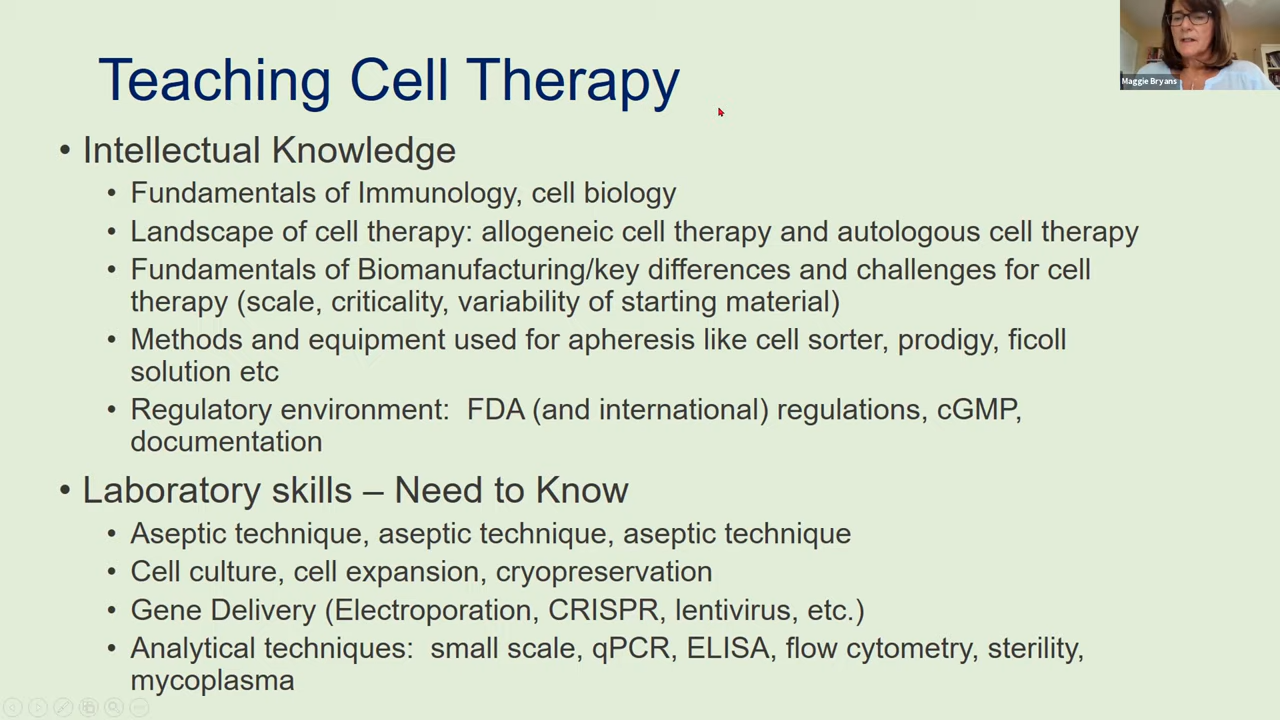 Teaching Cell Therapy
Maggie Bryans
• Intellectual Knowledge
• Fundamentals of Immunology, cell biology
• Landscape of cell therapy: allogeneic cell therapy and autologous cell therapy
• Fundamentals of Biomanufacturing/key differences and challenges for cell
therapy (scale, criticality, variability of starting material)
• Methods and equipment used for apheresis like cell sorter, prodigy, ficoll
solution etc
• Regulatory environment:  FDA (and international) regulations, cGMP,
documentation
• Laboratory skills – Need to Know
• Aseptic technique, aseptic technique, aseptic technique
• Cell culture, cell expansion, cryopreservation
• Gene Delivery (Electroporation, CRISPR, lentivirus, etc.)
• Analytical techniques:  small scale, qPCR, ELISA, flow cytometry, sterility,
mycoplasma